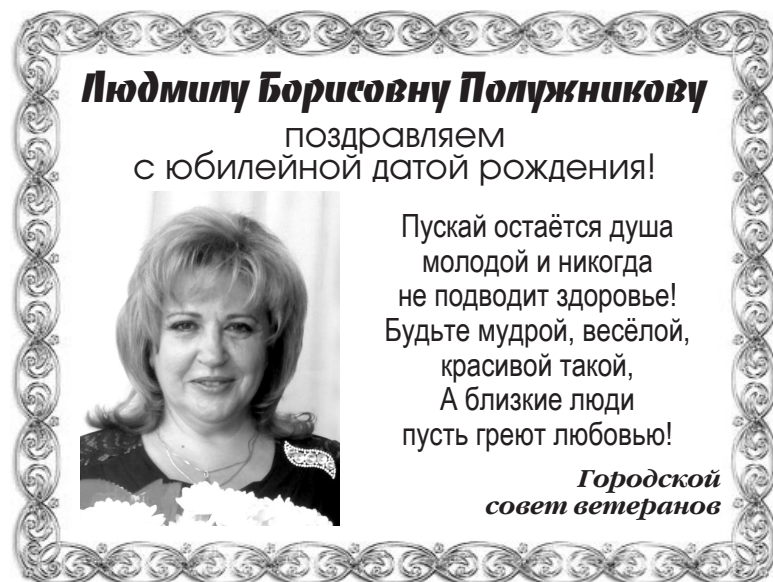 Людмилу Борисовну Полужникову
поздравляем
с юбилейной датой рождения!
Пускай остаётся душа
молодой и никогда
не подводит здоровье!
Будьте мудрой, весёлой,
красивой такой,
А близкие люди
пусть греют любовью!
Городской
совет ветеранов